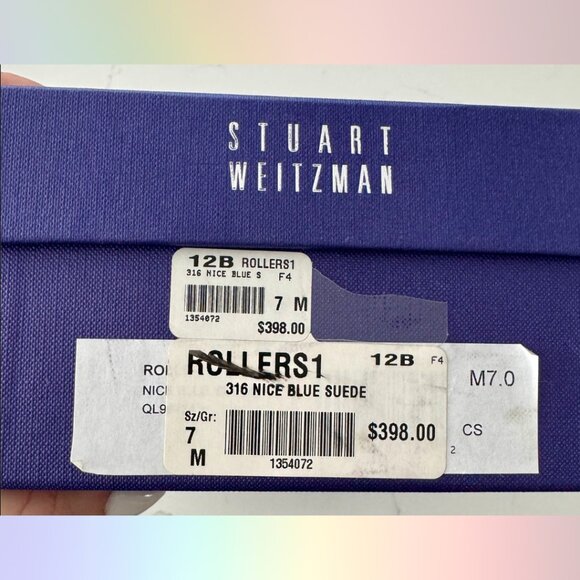 STUART
WEITZMAN
12B ROLLERS1
316 NICE BLUE S F4
7 M
1354072
$398.00
ROLLERS1 12B F4
316 NICE BLUE SUEDE
Sz/Gr:
7
M
$398.00
1354072
M7.0
CS
2